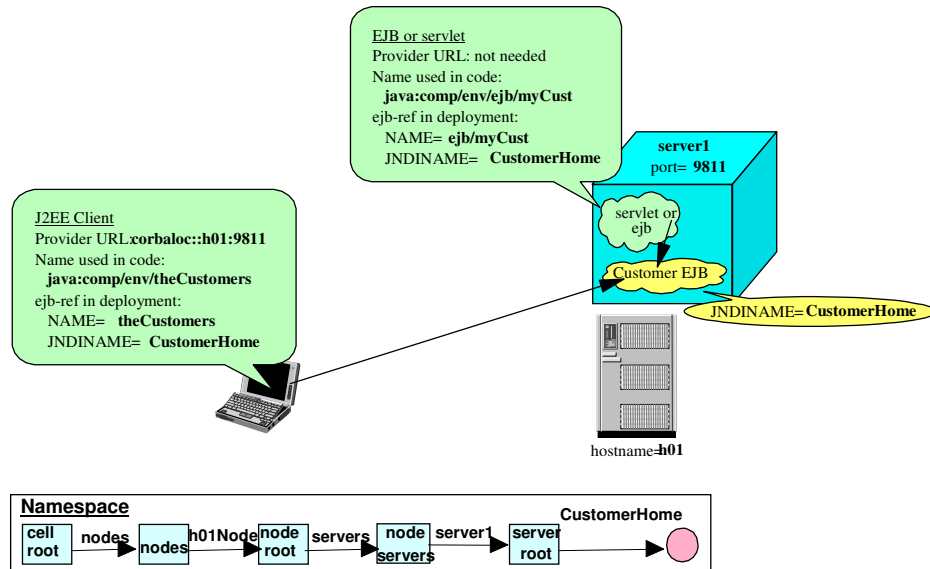 EJB or servlet
Provider URL: not needed
Name used in code:
java:comp/env/ejb/myCust
ejb-ref in deployment:
NAME= ejb/myCust
JNDINAME= CustomerHome
server1
port= 9811
servlet or
ejb
Customer EJB
JNDINAME= CustomerHome
J2EE Client
Provider URL:corbaloc::h01:9811
Name used in code:
java:comp/env/theCustomers
ejb-ref in deployment:
NAME= theCustomers
JNDINAME= CustomerHome
hostname=h01
Namespace
cell
root
nodes
nodes
h01Node
node
root
servers
node
servers
server1
server
root
CustomerHome